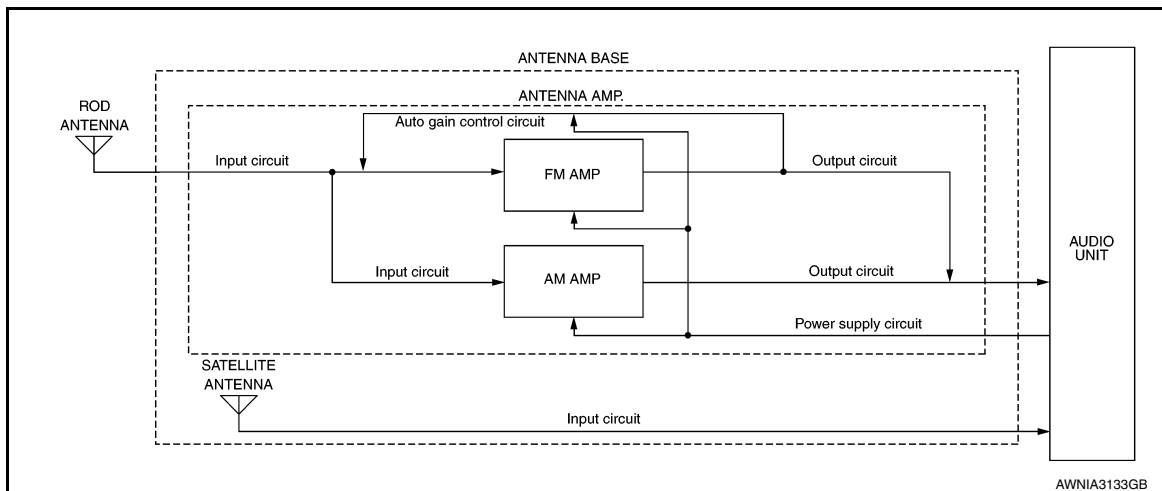 ANTENNA BASE
ANTENNA AMP.
ROD
ANTENNA
Auto gain control circuit
Input circuit
FM AMP
Output circuit
AUDIO
UNIT
Input circuit
AM AMP
Output circuit
Power supply circuit
SATELLITE
ANTENNA
Input circuit
AWNIA3133GB